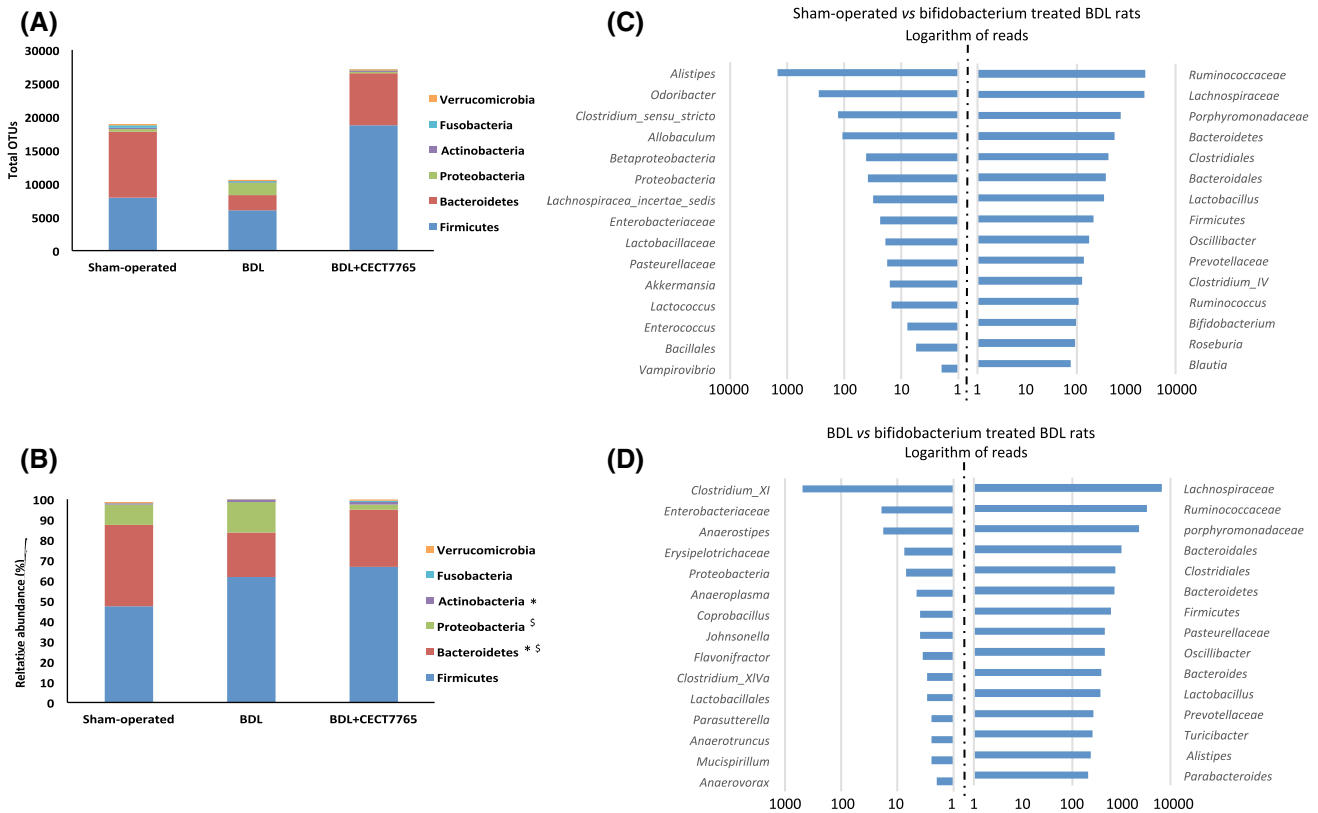 (A)
30000
25000
20000
15000
10000
5000
0
Total OTUs
Sham-operated
BDL
BDL+CECT7765
Verrucomicrobia
Fusobacteria
Actinobacteria
Proteobacteria
Bacteroidetes
Firmicutes
(B)
100
90
80
70
60
50
40
30
20
10
0
Reltative abundance (%)
Sham-operated
BDL
BDL+CECT7765
Verrucomicrobia
Fusobacteria
Actinobacteria *
Proteobacteria $
Bacteroidetes * $
Firmicutes
(C)
Sham-operated vs bifidobacterium treated BDL rats
Logarithm of reads
Alistipes
Odoribacter
Clostridium_sensu_stricto
Allobaculum
Betaproteobacteria
Proteobacteria
Lachnospiracea_incertae_sedis
Enterobacteriaceae
Lactobacillaceae
Pasteurellaceae
Akkermansia
Lactococcus
Enterococcus
Bacillales
Vampirovibrio
10000 1000 100 10 1
Ruminococcaceae
Lachnospiraceae
Porphyromonadaceae
Bacteroidetes
Clostridiales
Bacteroidales
Lactobacillus
Firmicutes
Oscillibacter
Prevotellaceae
Clostridium_IV
Ruminococcus
Bifidobacterium
Roseburia
Blautia
1 10 100 1000 10000
(D)
BDL vs bifidobacterium treated BDL rats
Logarithm of reads
Clostridium_XI
Enterobacteriaceae
Anaerostipes
Erysipelotrichaceae
Proteobacteria
Anaeroplasma
Coprobacillus
Johnsonella
Flavonifractor
Clostridium_XIVa
Lactobacillales
Parasutterella
Anaerotruncus
Mucispirillum
Anaerovorax
1000 100 10 1
Lachnospiraceae
Ruminococcaceae
porphyromonadaceae
Bacteroidales
Clostridiales
Bacteroidetes
Firmicutes
Pasteurellaceae
Oscillibacter
Bacteroides
Lactobacillus
Prevotellaceae
Turicibacter
Alistipes
Parabacteroides
1 10 100 1000 10000